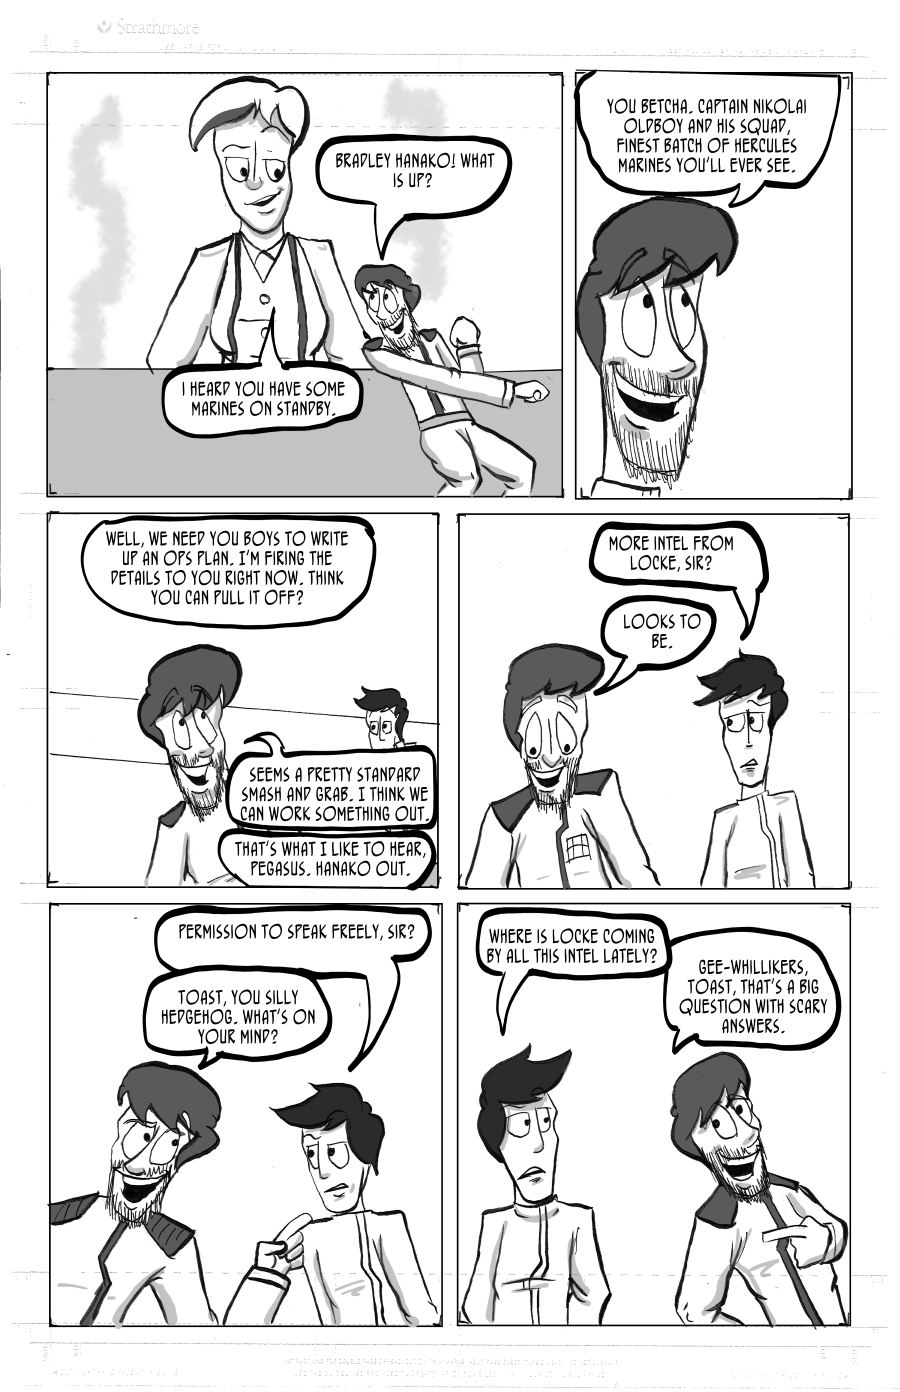 Strathmore
BRADLEY HANAKO! WHAT
IS UP?
I HEARD YOU HAVE SOME
MARINES ON STANDBY.
YOU BETCHA. CAPTAIN NIKOLAI
OLDBOY AND HIS SQUAD,
FINEST BATCH OF HERCULES
MARINES YOU'LL EVER SEE.
WELL, WE NEED YOU BOYS TO WRITE
UP AN OPS PLAN. I'M FIRING THE
DETAILS TO YOU RIGHT NOW. THINK
YOU CAN PULL IT OFF?
SEEMS A PRETTY STANDARD
SMASH AND GRAB. I THINK WE
CAN WORK SOMETHING OUT.
THAT'S WHAT I LIKE TO HEAR,
PEGASUS. HANAKO OUT.
MORE INTEL FROM
LOCKE, SIR?
LOOKS TO
BE.
PERMISSION TO SPEAK FREELY, SIR?
TOAST, YOU SILLY
HEDGEHOG. WHAT'S ON
YOUR MIND?
WHERE IS LOCKE COMING
BY ALL THIS INTEL LATELY?
GEE-WHILLIKERS,
TOAST, THAT'S A BIG
QUESTION WITH SCARY
ANSWERS.